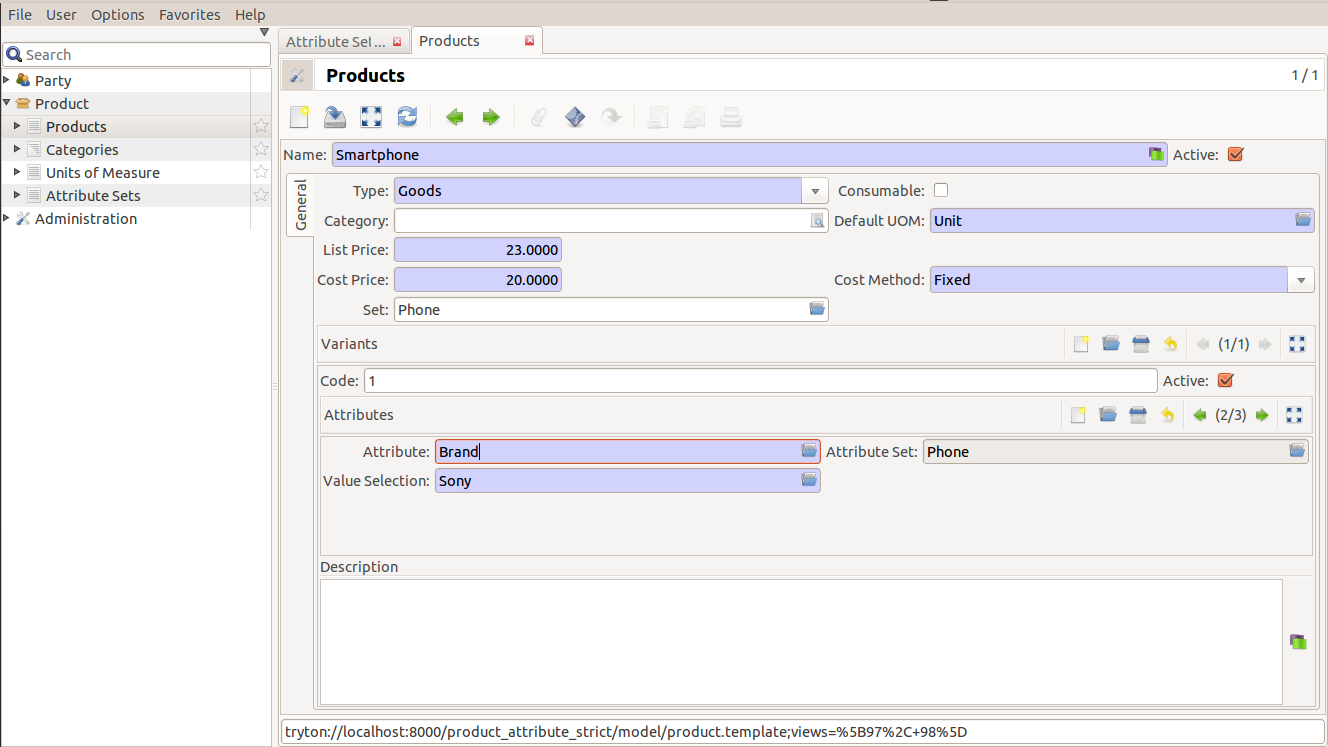 File User Options Favorites Help
Search
Party
Product
Products
Categories
Units of Measure
Attribute Sets
Administration
Attribute Set... Products
Products 1 / 1
Name: Smartphone Active:
General
Type: Goods Consumable:
Category: Default UOM: Unit
List Price: 23.0000
Cost Price: 20.0000 Cost Method: Fixed
Set: Phone
Variants (1/1)
Code: 1 Active:
Attributes (2/3)
Attribute: Brand Attribute Set: Phone
Value Selection: Sony
Description
tryton://localhost:8000/product_attribute_strict/model/product.template;views=%5B97%2C+98%5D